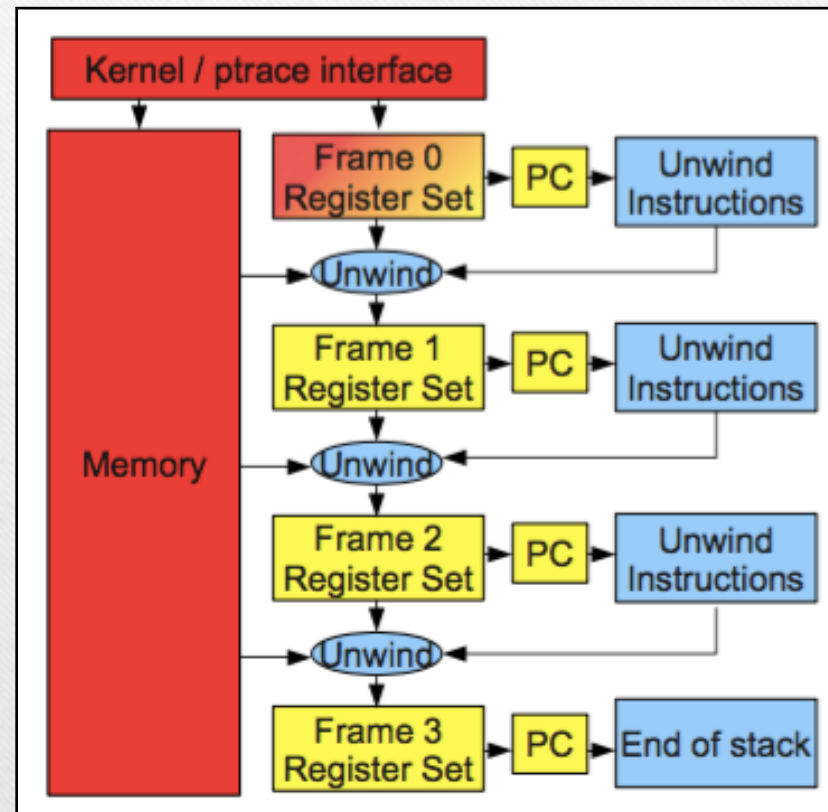 Kernel / ptrace interface
Frame 0
Register Set
PC
Unwind
Instructions
Unwind
Frame 1
Register Set
PC
Unwind
Instructions
Memory
Unwind
Frame 2
Register Set
PC
Unwind
Instructions
Unwind
Frame 3
Register Set
PC
End of stack